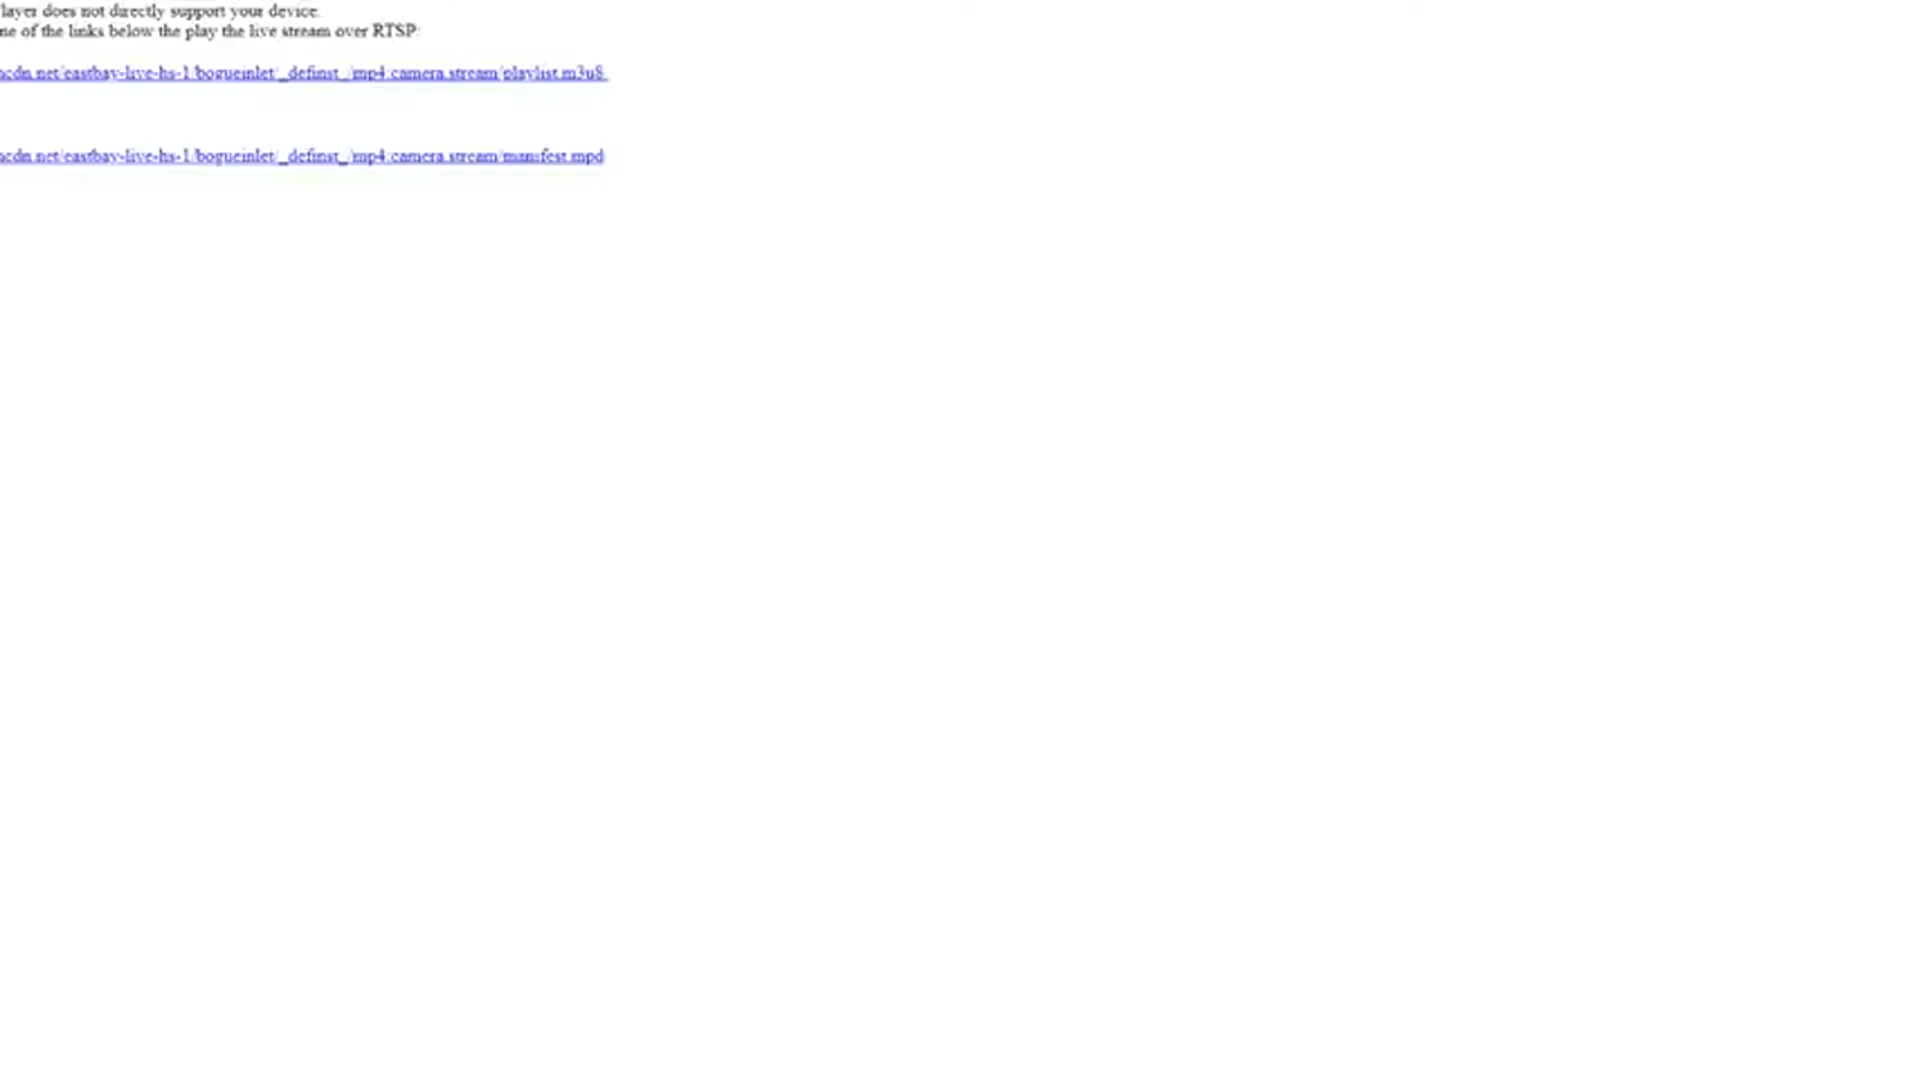 layer does not directly support your device.
ne of the links below the play the live stream over RTSP:
acdn.net/eastbay-live-hs-1/bogueinlet/_definst_/mp4:camera.stream/playlist.m3u8
acdn.net/eastbay-live-hs-1/bogueinlet/_definst_/mp4:camera.stream/manifest.mpd